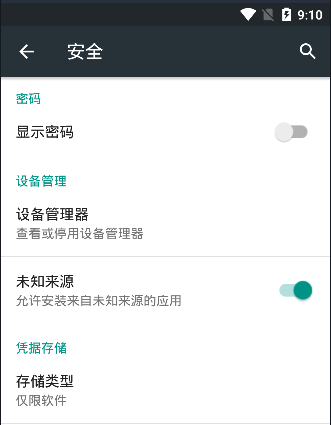 9:10
安全
密码
显示密码
设备管理
设备管理器
查看或停用设备管理器
未知来源
允许安装来自未知来源的应用
凭据存储
存储类型
仅限软件